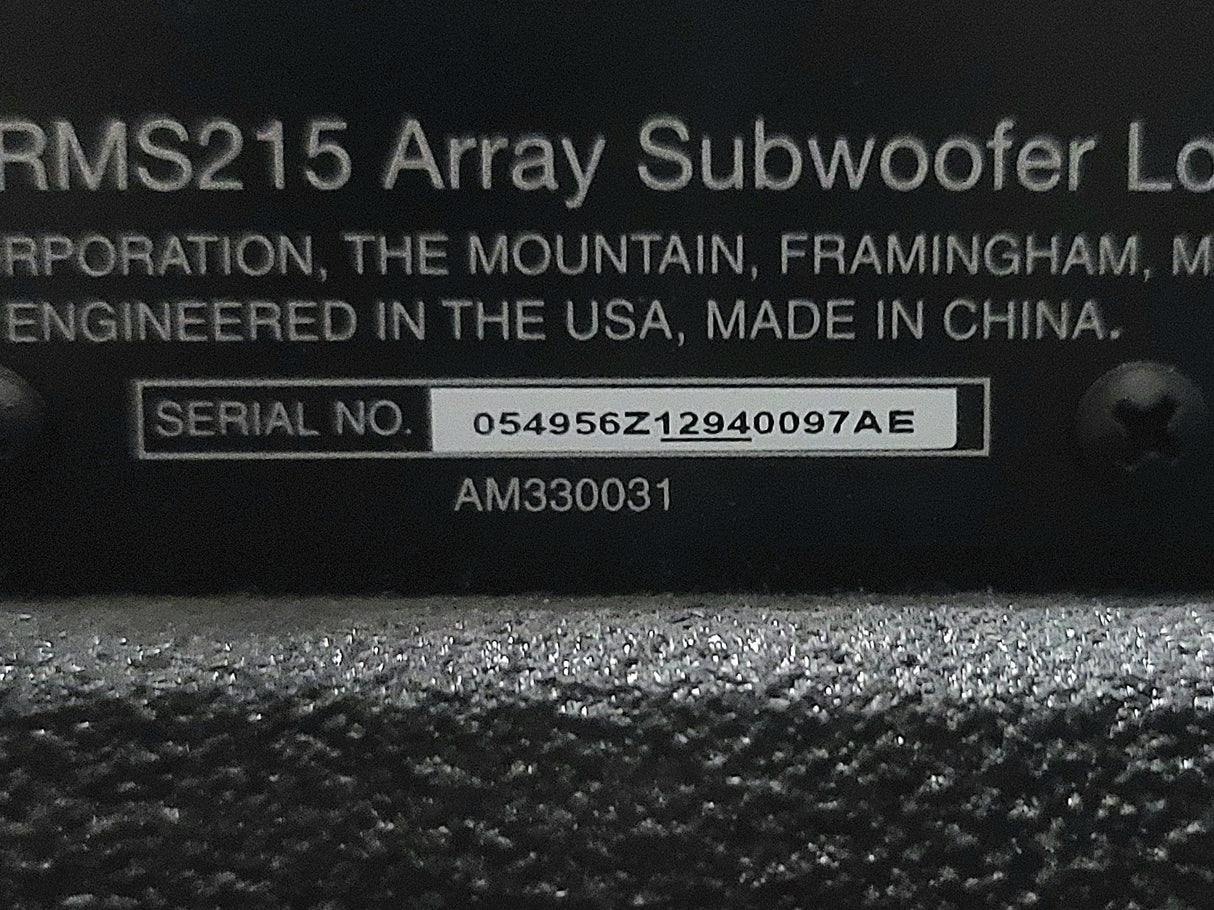 RMS215 Array Subwoofer Lo
RPORATION, THE MOUNTAIN, FRAMINGHAM, M
ENGINEERED IN THE USA, MADE IN CHINA.
SERIAL NO. 054956Z12940097AE
AM330031